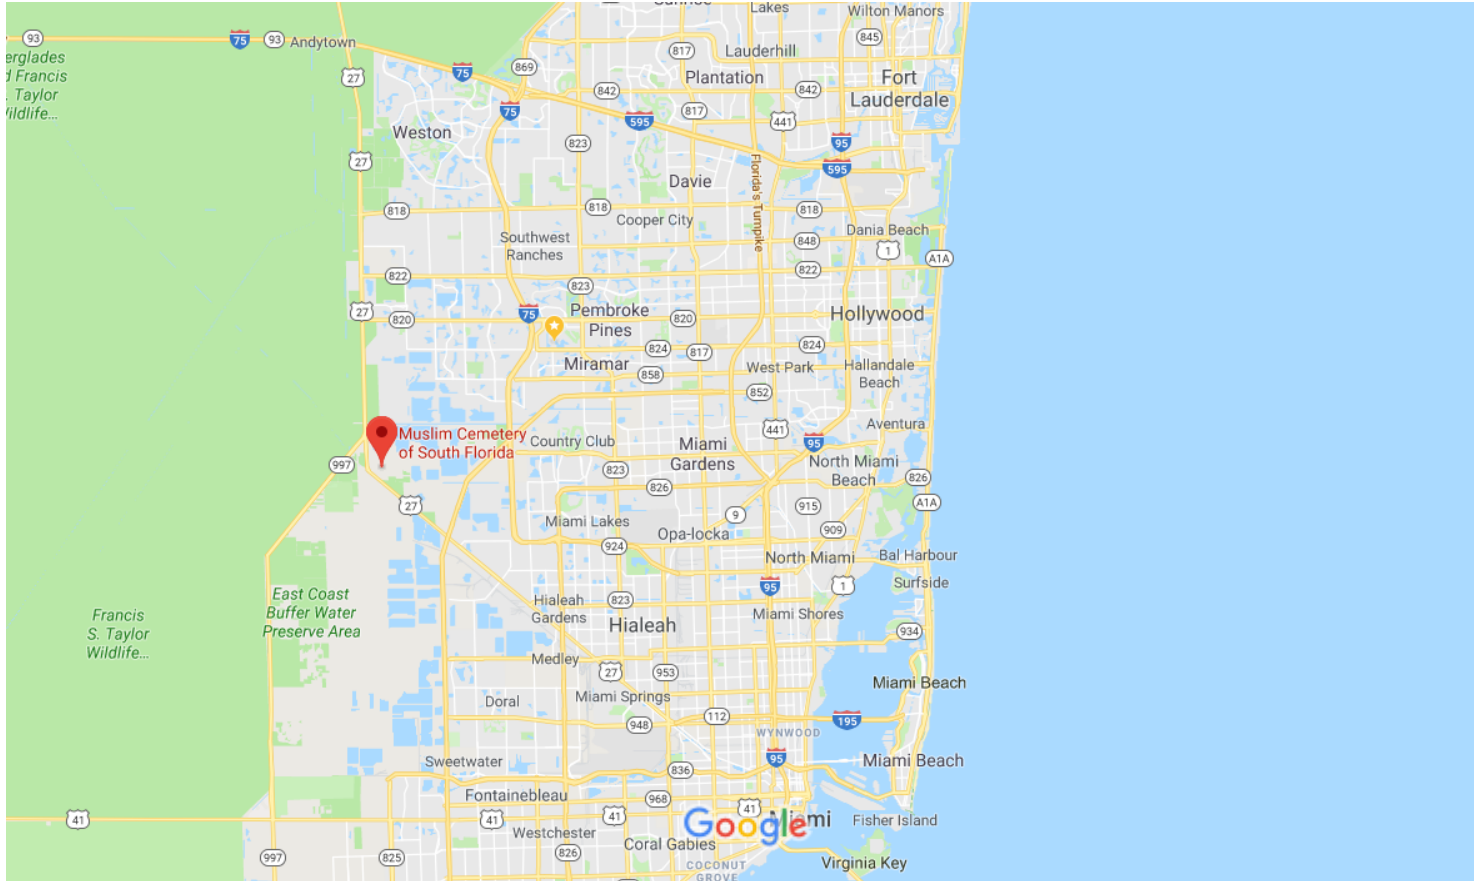 Sunrise
Lakes
Wilton Manors
93
75
93
Andytown
817
Lauderhill
845
erglades
d Francis
. Taylor
Vildlife...
27
75
869
Plantation
Fort
Lauderdale
842
842
75
817
595
441
Weston
823
95
27
595
Florida's Turnpike
Davie
818
818
Cooper City
818
Dania Beach
Southwest
Ranches
848
1
A1A
822
822
823
27
75
Pembroke
Pines
820
820
Hollywood
824
817
824
Miramar
858
West Park
Hallandale
Beach
852
Muslim Cemetery
of South Florida
441
Aventura
Country Club
Miami
Gardens
95
997
823
North Miami
Beach
826
826
27
A1A
915
9
Miami Lakes
Opa-locka
909
924
North Miami
Bal Harbour
95
1
Surfside
East Coast
Buffer Water
Preserve Area
Hialeah
Gardens
823
Miami Shores
Francis
S. Taylor
Wildlife...
Hialeah
934
Medley
27
953
Miami Beach
Doral
Miami Springs
948
112
195
WYNWOOD
Sweetwater
95
836
Miami Beach
Fontainebleau
968
41
41
41
41
Google
Miami
Fisher Island
Westchester
997
825
826
Coral Gables
COCONUT
GROVE
Virginia Key